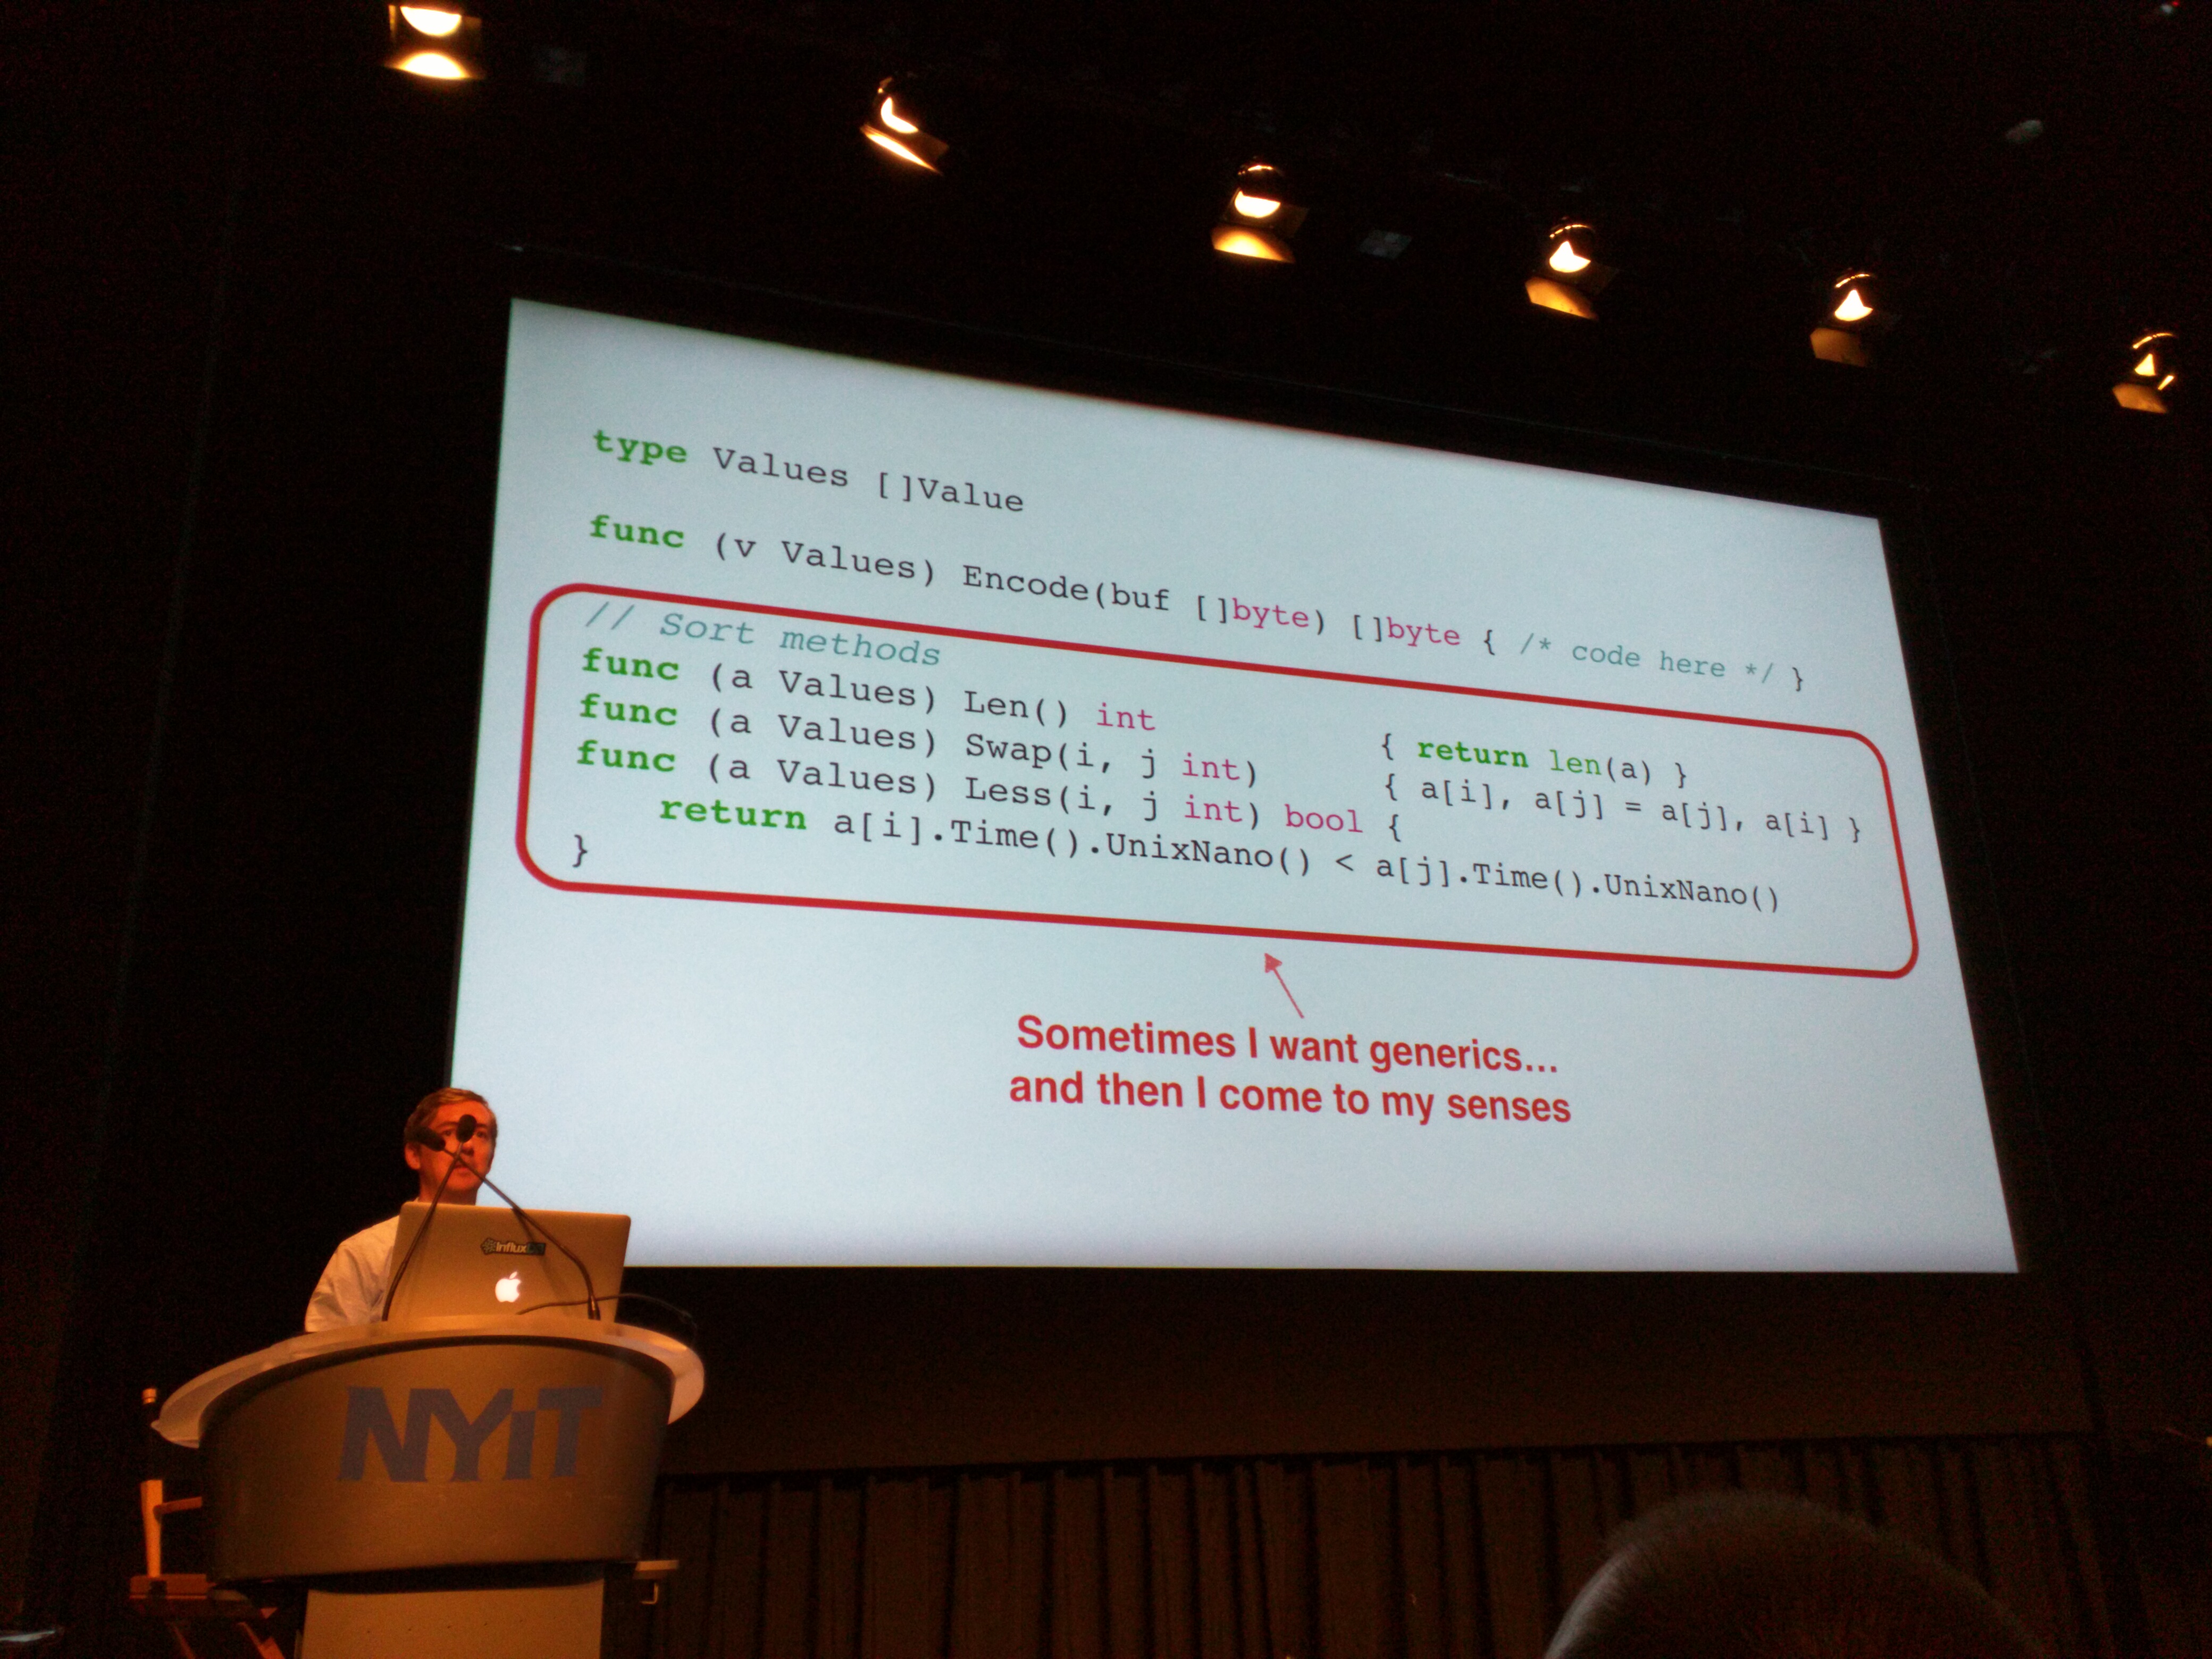 type Values []Value
func (v Values) Encode(buf []byte) []byte { /* code here */ }
// Sort methods
func (a Values) Len() int { return len(a) }
func (a Values) Swap(i, j int) { a[i], a[j] = a[j], a[i] }
func (a Values) Less(i, j int) bool {
return a[i].Time().UnixNano() < a[j].Time().UnixNano()
}
Sometimes I want generics...
and then I come to my senses
influx
NYiT